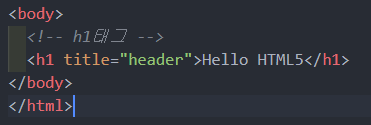 <body>
<!-- h1태그 -->
<h1 title="header">Hello HTML5</h1>
</body>
</html>